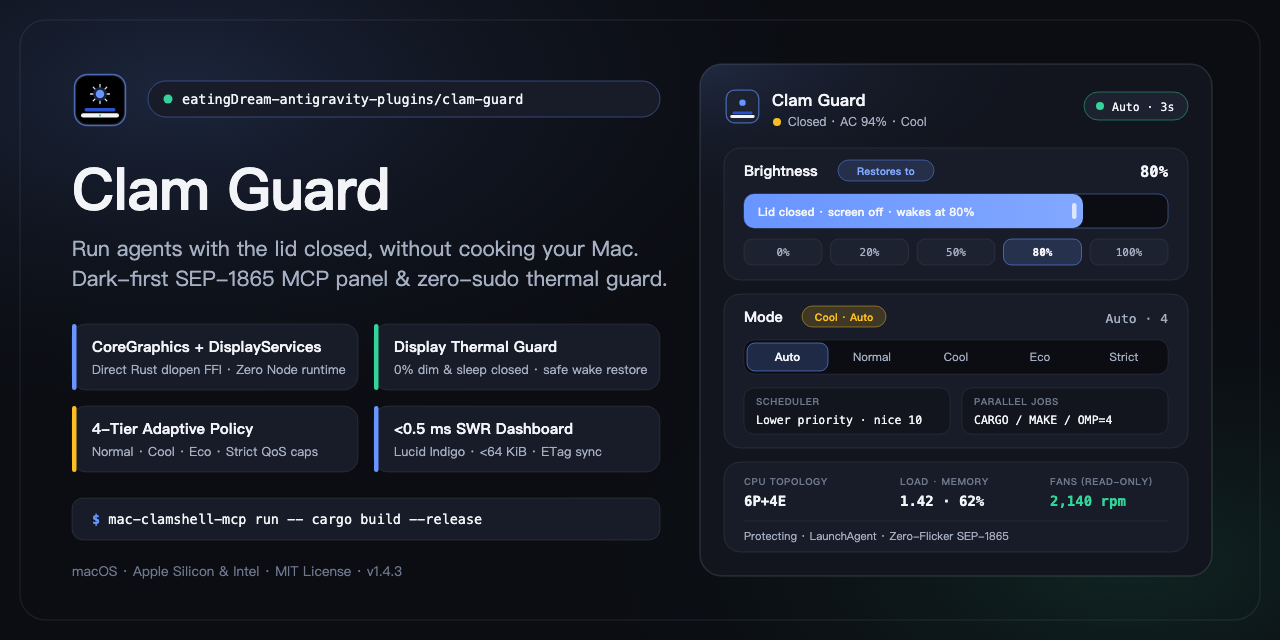 eatingDream-antigravity-plugins/clam-guard
Clam Guard
Run agents with the lid closed, without cooking your Mac.
Dark-first SEP-1865 MCP panel & zero-sudo thermal guard.
CoreGraphics + DisplayServices
Direct Rust dlopen FFI · Zero Node runtime
Display Thermal Guard
0% dim & sleep closed · safe wake restore
4-Tier Adaptive Policy
Normal · Cool · Eco · Strict QoS caps
<0.5 ms SWR Dashboard
Lucid Indigo · <64 KiB · ETag sync
$ mac-clamshell-mcp run -- cargo build --release
macOS · Apple Silicon & Intel · MIT License · v1.4.3
Clam Guard
Closed · AC 94% · Cool
Auto · 3s
Brightness Restores to 80%
Lid closed · screen off · wakes at 80%
0% 20% 50% 80% 100%
Mode Cool · Auto Auto · 4
Auto Normal Cool Eco Strict
SCHEDULER
Lower priority · nice 10
PARALLEL JOBS
CARGO / MAKE / OMP=4
CPU TOPOLOGY
6P+4E
LOAD · MEMORY
1.42 · 62%
FANS (READ-ONLY)
2,140 rpm
Protecting · LaunchAgent · Zero-Flicker SEP-1865